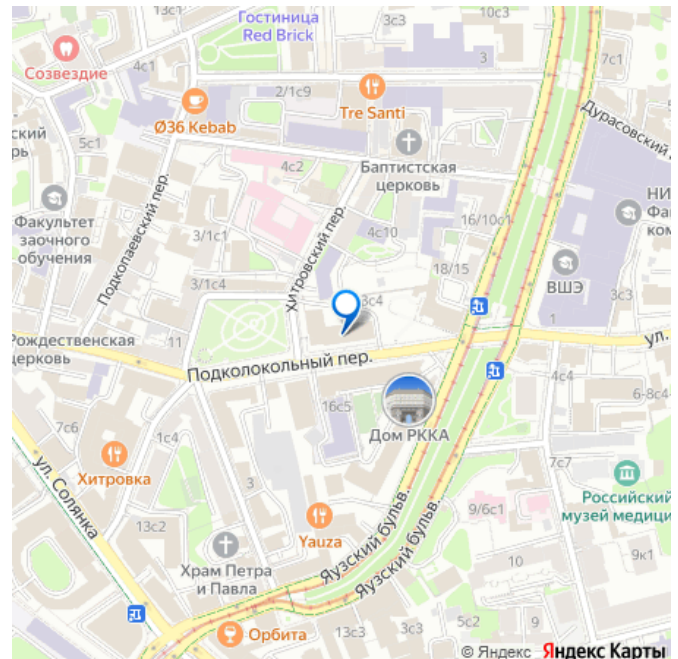 Гостиница
Red Brick
13с1
3с3
10с3
Созвездие
4с1
3
2/1с9
Tre Santi
Ø36 Kebab
Дурасовский
5с1
Баптистская
церковь
4с2
Факультет
заочного
обучения
Подкопаевский пер.
3/1с1
Хитровский пер.
4с10
16/10с1
18/15
ВШЭ
3с3
3/1с4
3с4
1
ул.
Рождественская
церковь
11
Подколокольный пер.
4с4
6-8с4
16с5
Дом РККА
7с6
1с4
Хитровка
ул. Солянка
3
7с7
Российский
музей медици
9/6с1
13с2
Yauza
Яузский бульв.
Яузский бульв.
Храм Петра
и Павла
10
9к1
Орбита
13с3
3с2
5с2
9
© Яндекс Яндекс Карты